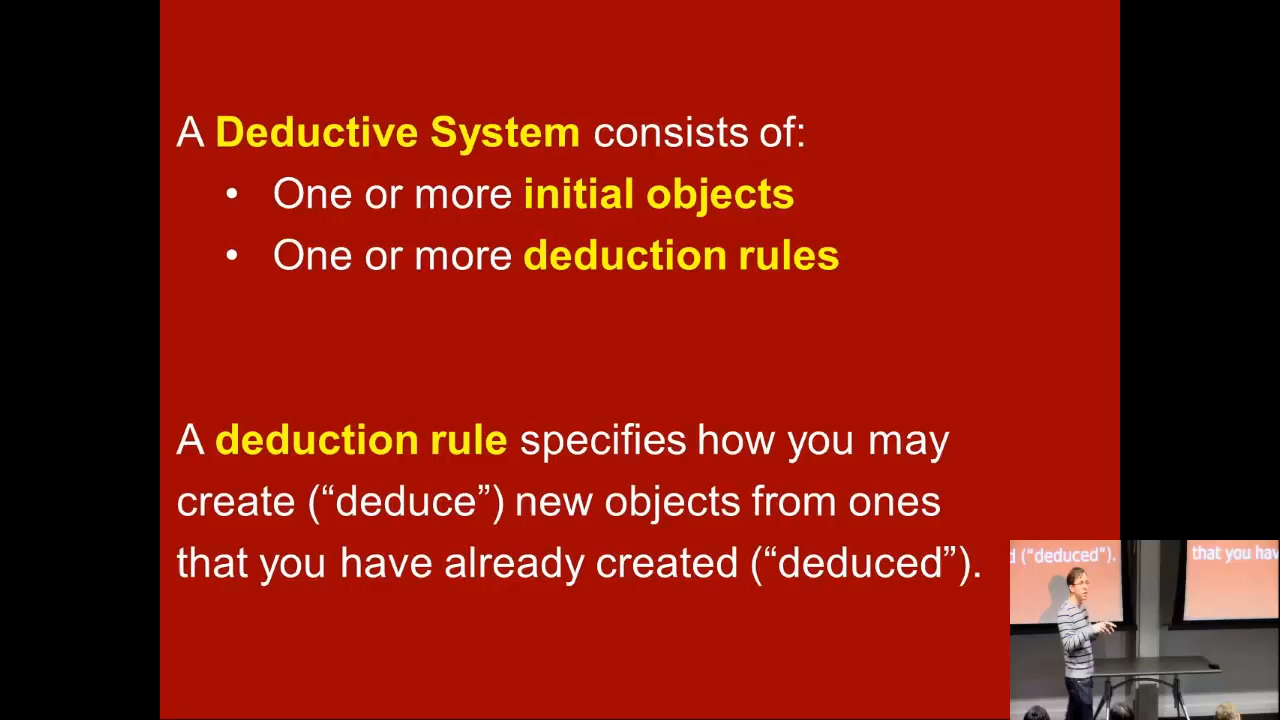 A Deductive System consists of:
• One or more initial objects
• One or more deduction rules
A deduction rule specifies how you may
create (“deduce”) new objects from ones
that you have already created (“deduced”).
d (“deduced”).
that you hav